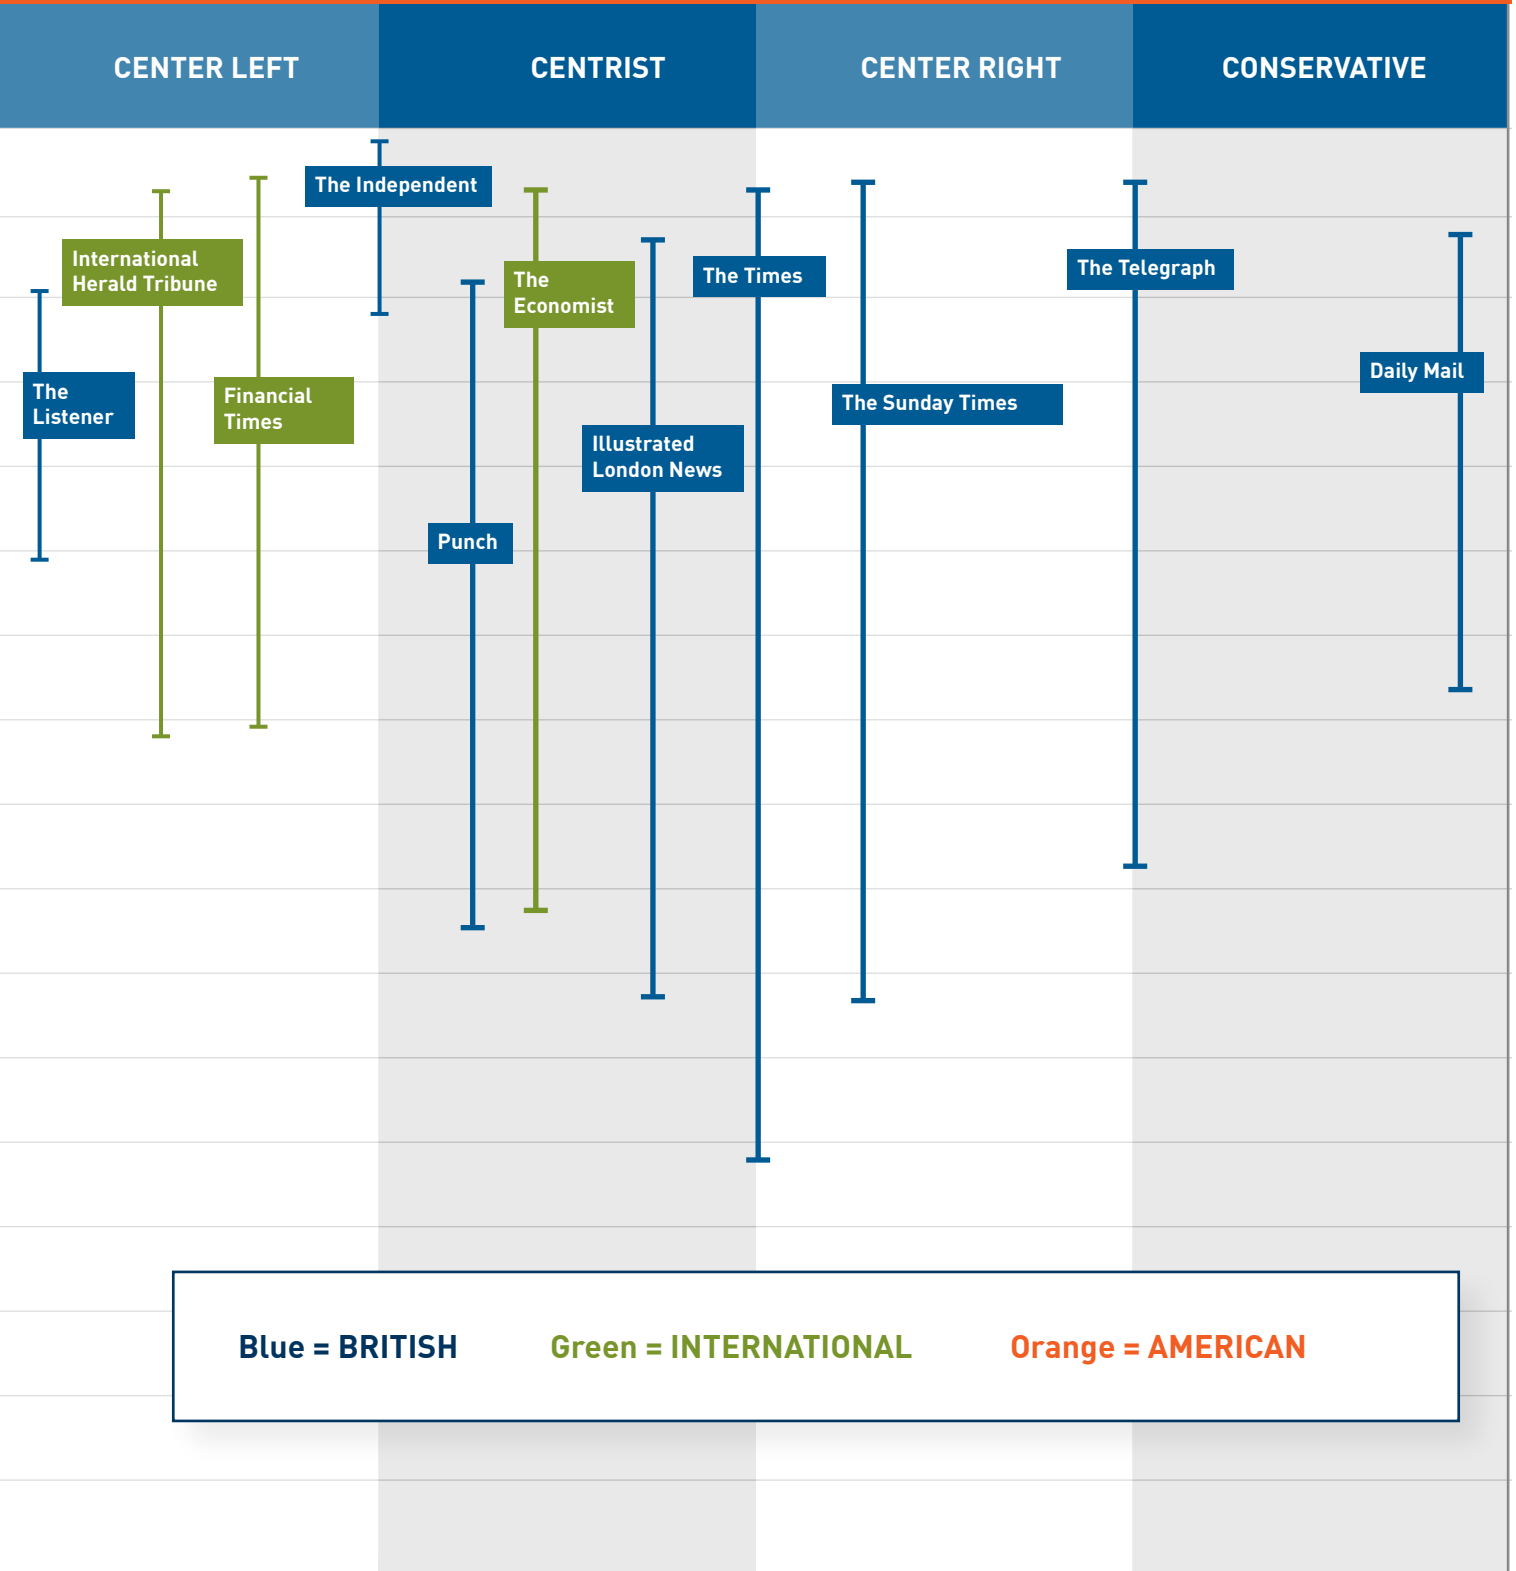 CENTER LEFT
CENTRIST
CENTER RIGHT
CONSERVATIVE
The Independent
International
Herald Tribune
The
Economist
The Times
The Telegraph
The
Listener
Financial
Times
The Sunday Times
Daily Mail
Illustrated
London News
Punch
Blue = BRITISH
Green = INTERNATIONAL
Orange = AMERICAN